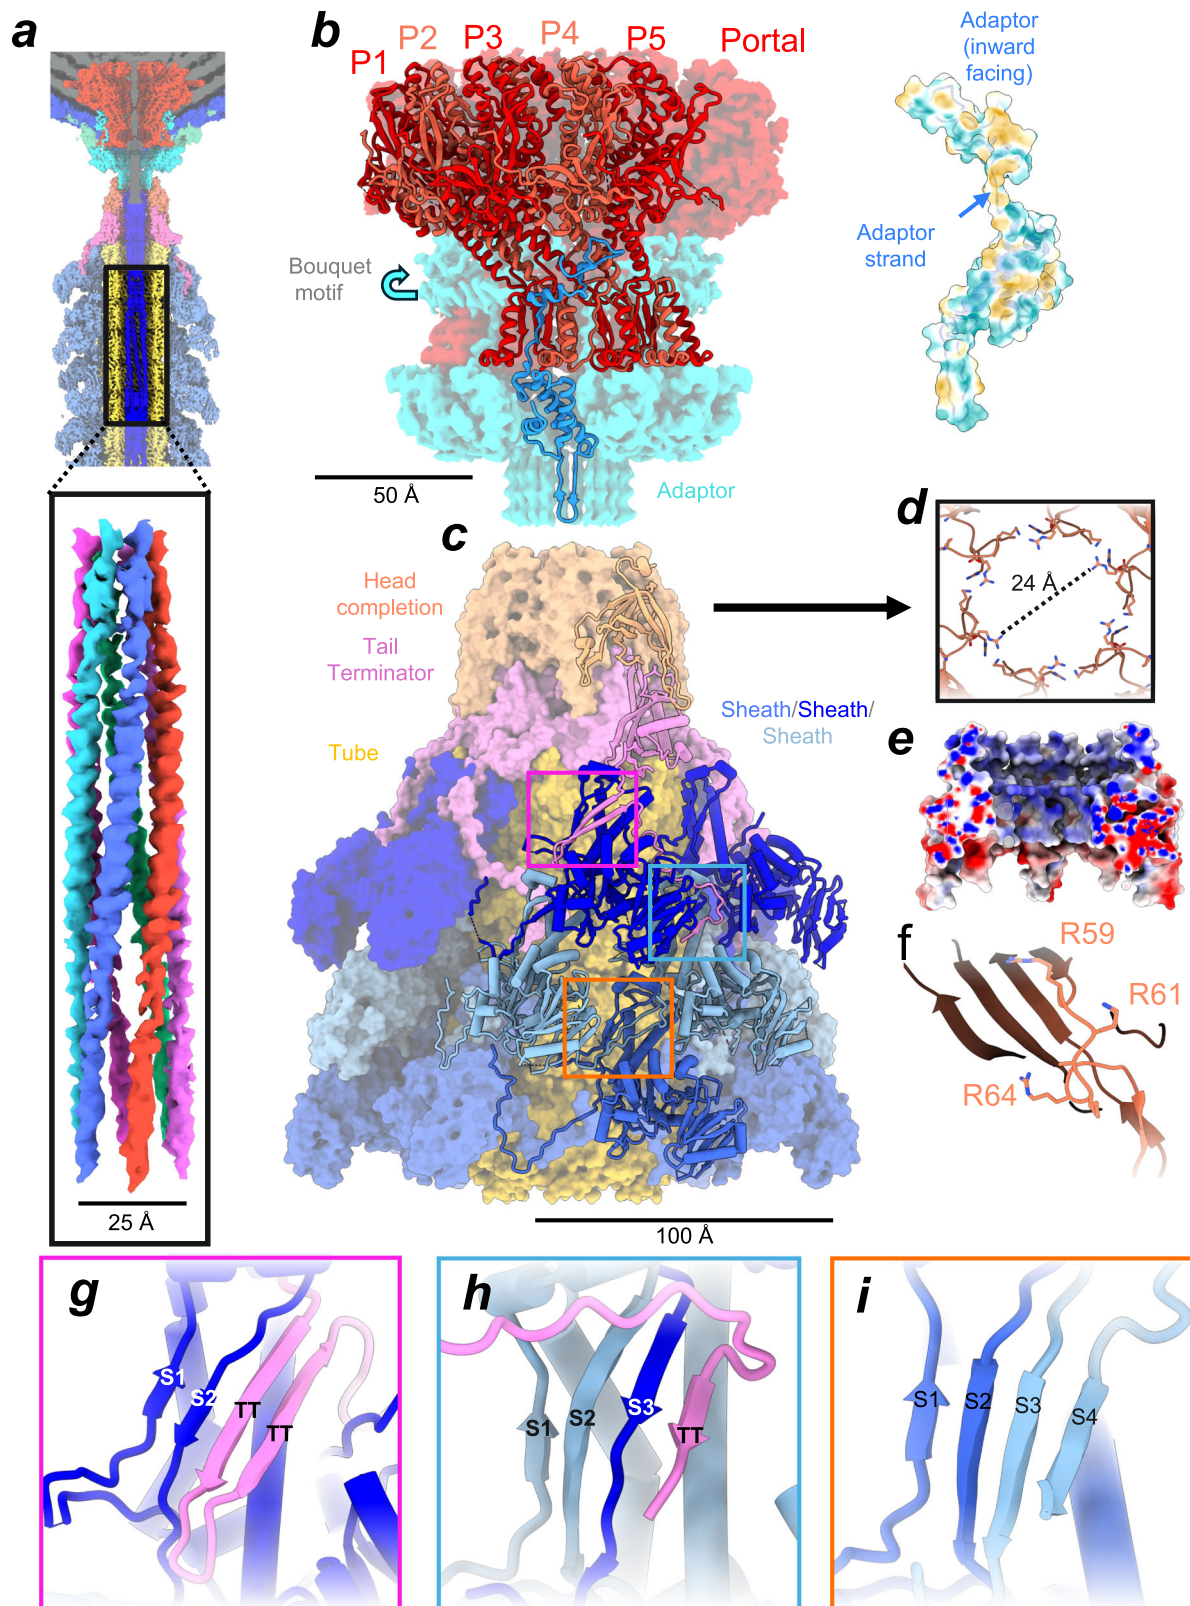 a
b
P1
P2
P3
P4
P5
Portal
Adaptor
(inward
facing)
Adaptor
strand
Bouquet
motif
50 Å
Adaptor
25 Å
c
Head
completion
Tail
Terminator
Tube
Sheath/Sheath/
Sheath
100 Å
d
24 Å
e
f
R59
R61
R64
g
S1
S2
TT
TT
h
S1
S2
S3
TT
i
S1
S2
S3
S4